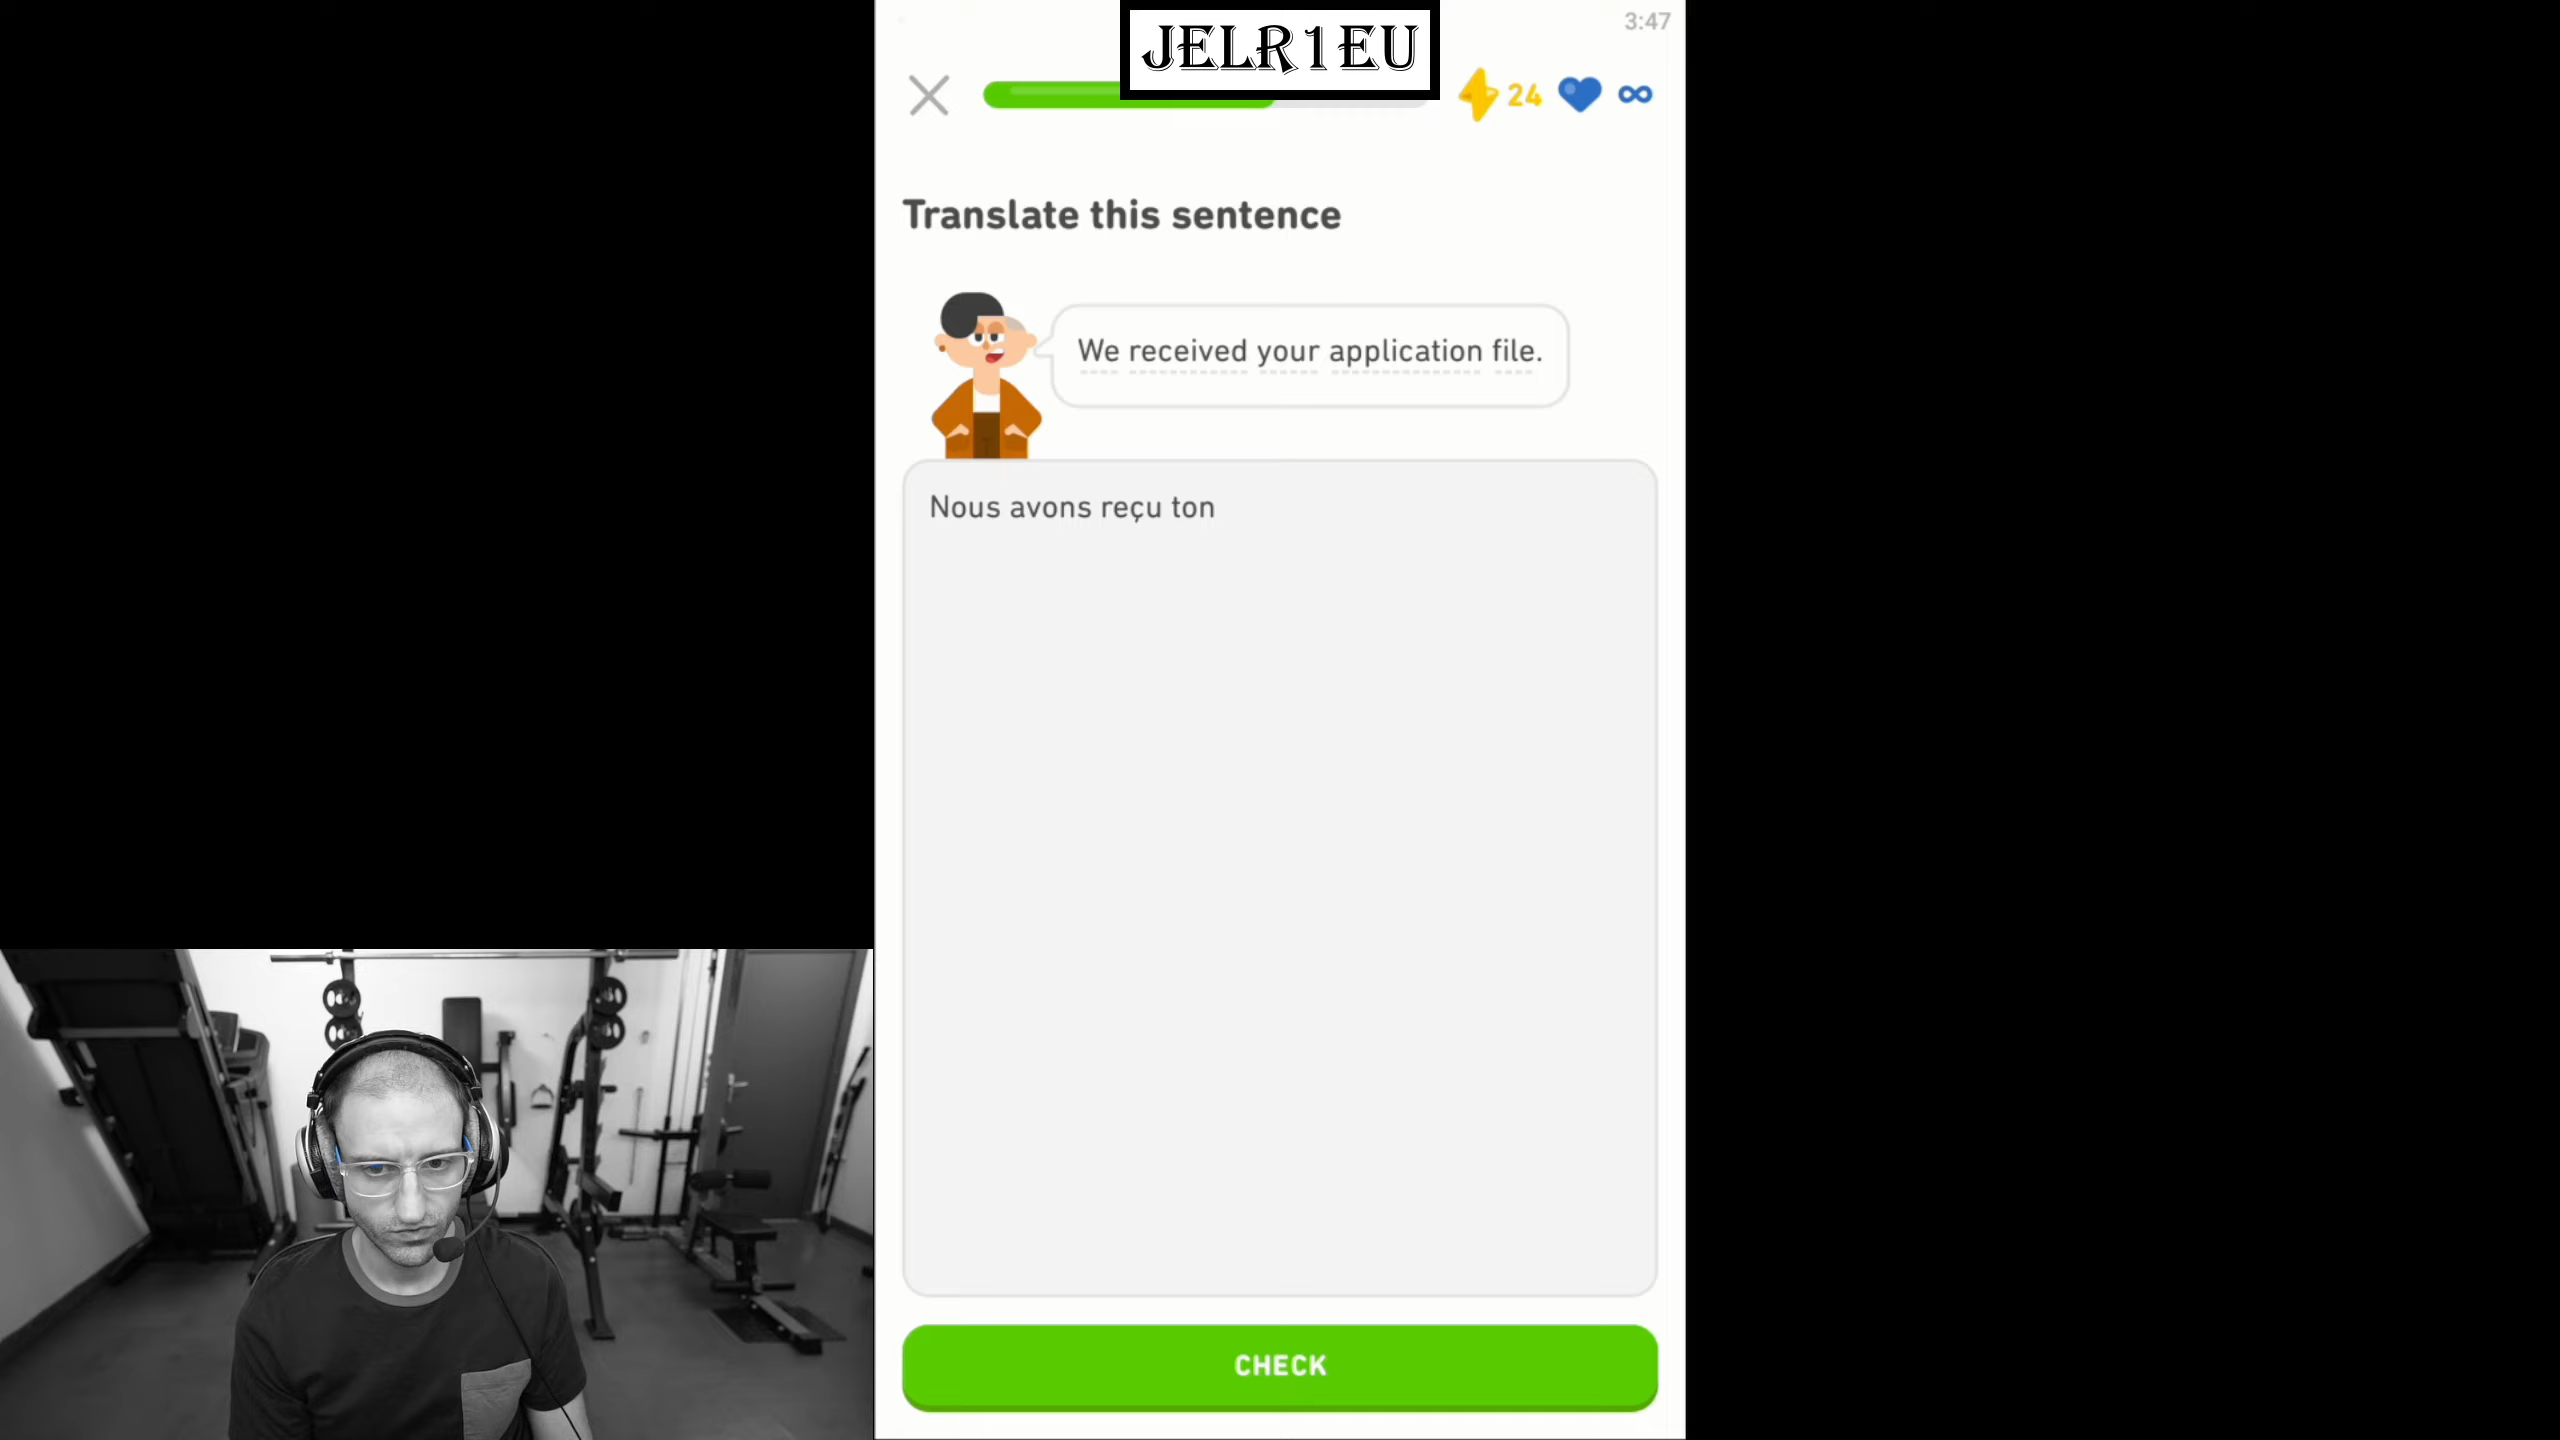 JELR1EU
3:47
24
Translate this sentence
We received your application file.
Nous avons reçu ton
CHECK